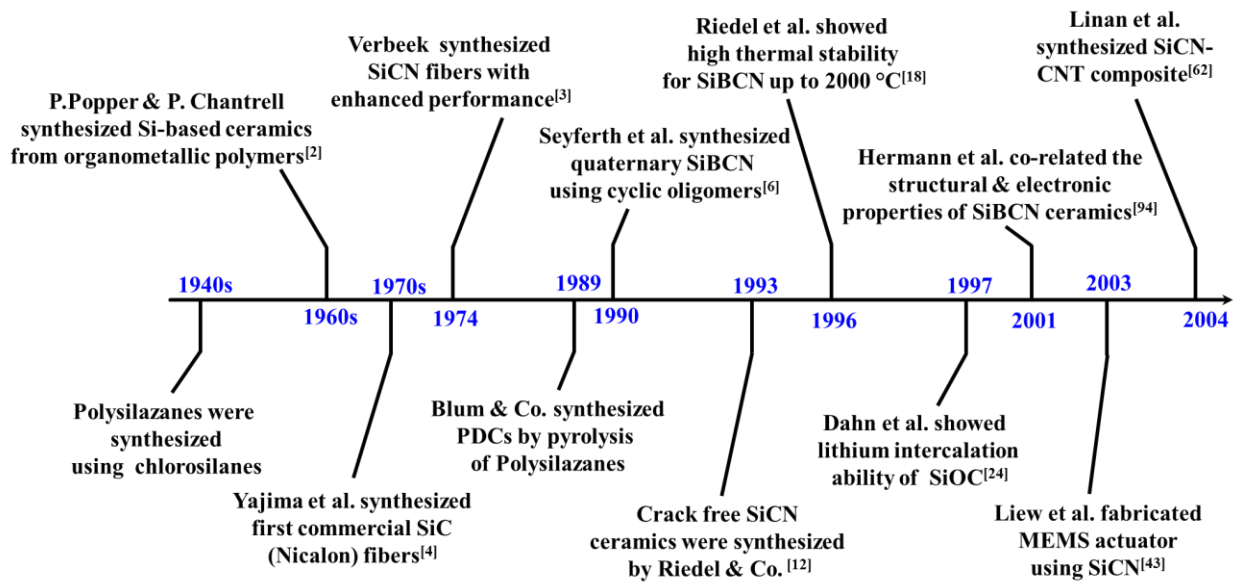 P.Popper & P. Chantrell
synthesized Si-based ceramics
from organometallic polymers[2]
Verbeek synthesized
SiCN fibers with
enhanced performance[3]
Seyferth et al. synthesized
quaternary SiBCN
using cyclic oligomers[6]
Riedel et al. showed
high thermal stability
for SiBCN up to 2000 °C[18]
Hermann et al. co-related the
structural & electronic
properties of SiBCN ceramics[94]
Linan et al.
synthesized SiCN-
CNT composite[62]
1940s
1960s
1970s
1974
1989
1990
1993
1996
1997
2001
2003
2004
Polysilazanes were
synthesized
using chlorosilanes
Yajima et al. synthesized
first commercial SiC
(Nicalon) fibers[4]
Blum & Co. synthesized
PDCs by pyrolysis
of Polysilazanes
Crack free SiCN
ceramics were synthesized
by Riedel & Co. [12]
Dahn et al. showed
lithium intercalation
ability of SiOC[24]
Liew et al. fabricated
MEMS actuator
using SiCN[43]